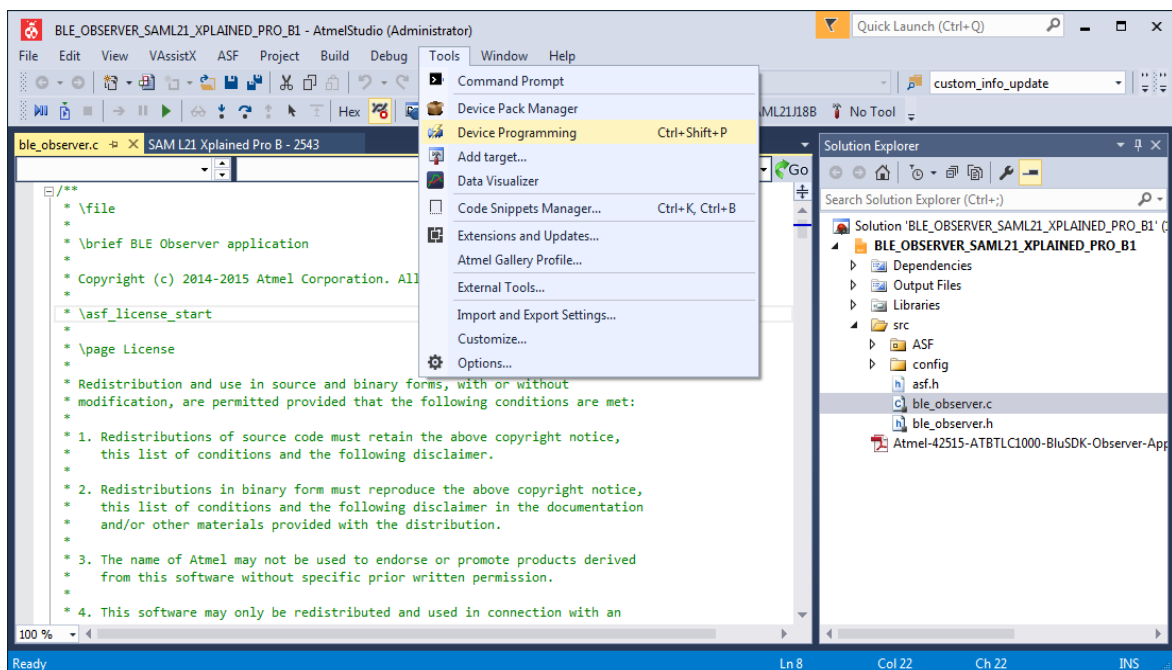 BLE_OBSERVER_SAML21_XPLAINED_PRO_B1 - AtmelStudio (Administrator)
Quick Launch (Ctrl+Q)
File Edit View VAssistX ASF Project Build Debug Tools Window Help
custom_info_update
Hex
No Tool
Command Prompt
Device Pack Manager
Device Programming Ctrl+Shift+P
Add target...
Data Visualizer
Code Snippets Manager... Ctrl+K, Ctrl+B
Extensions and Updates...
Atmel Gallery Profile...
External Tools...
Import and Export Settings...
Customize...
Options...
ble_observer.c SAM L21 Xplained Pro B - 2543
Go
/**
* \file
*
* \brief BLE Observer application
*
* Copyright (c) 2014-2015 Atmel Corporation. All
*
* \asf_license_start
*
* \page License
*
* Redistribution and use in source and binary forms, with or without
* modification, are permitted provided that the following conditions are met:
*
* 1. Redistributions of source code must retain the above copyright notice,
* this list of conditions and the following disclaimer.
*
* 2. Redistributions in binary form must reproduce the above copyright notice,
* this list of conditions and the following disclaimer in the documentation
* and/or other materials provided with the distribution.
*
* 3. The name of Atmel may not be used to endorse or promote products derived
* from this software without specific prior written permission.
*
* 4. This software may only be redistributed and used in connection with an
100 %
Solution Explorer
Search Solution Explorer (Ctrl+;)
Solution 'BLE_OBSERVER_SAML21_XPLAINED_PRO_B1'
BLE_OBSERVER_SAML21_XPLAINED_PRO_B1
Dependencies
Output Files
Libraries
src
ASF
config
asf.h
ble_observer.c
ble_observer.h
Atmel-42515-ATBTLC1000-BluSDK-Observer-App
Ready Ln 8 Col 22 Ch 22 INS